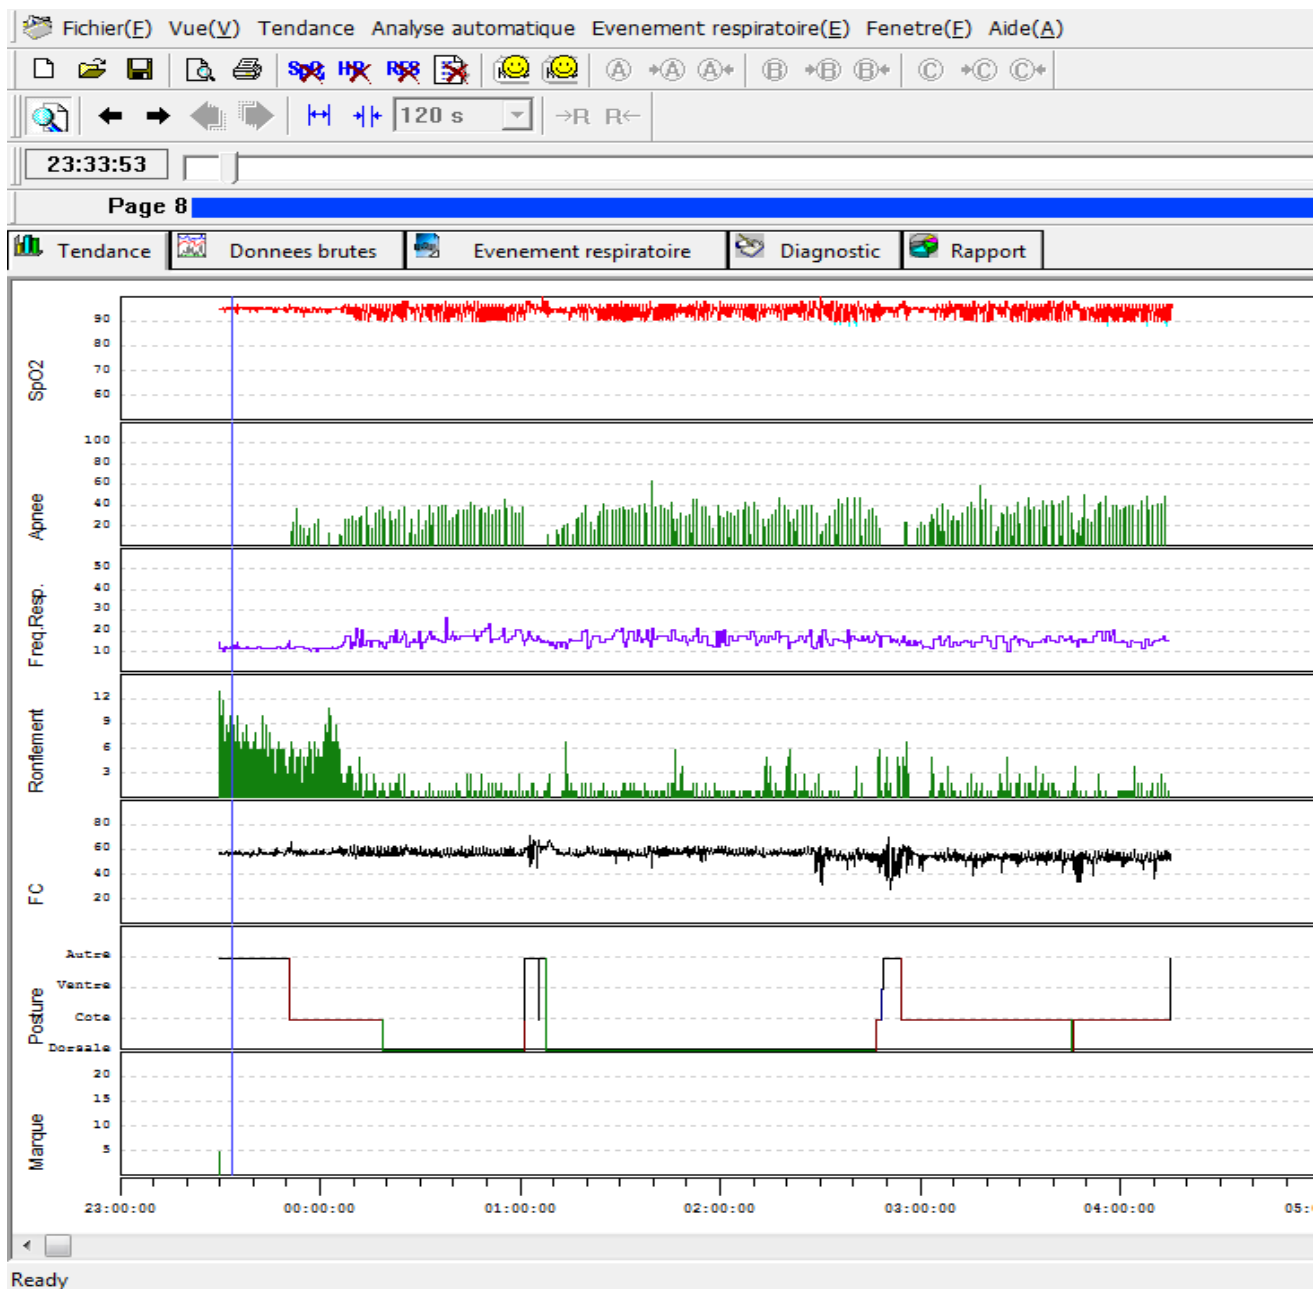 Fichier(F) Vue(V) Tendance Analyse automatique Evenement respiratoire(E) Fenetre(F) Aide(A)
SpO2 HR RES A A A B B B C C C
120 s →R R←
23:33:53
Page 8
Tendance Donnees brutes Evénement respiratoire Diagnostic Rapport
SpO2
90
80
70
60
Apnee
100
80
60
40
20
Freq.Resp.
50
40
30
20
10
Ronflement
12
9
6
3
FC
80
60
40
20
Posture
Autre
Ventre
Cote
Dorsale
Marque
20
15
10
5
23:00:00 00:00:00 01:00:00 02:00:00 03:00:00 04:00:00 05:
Ready